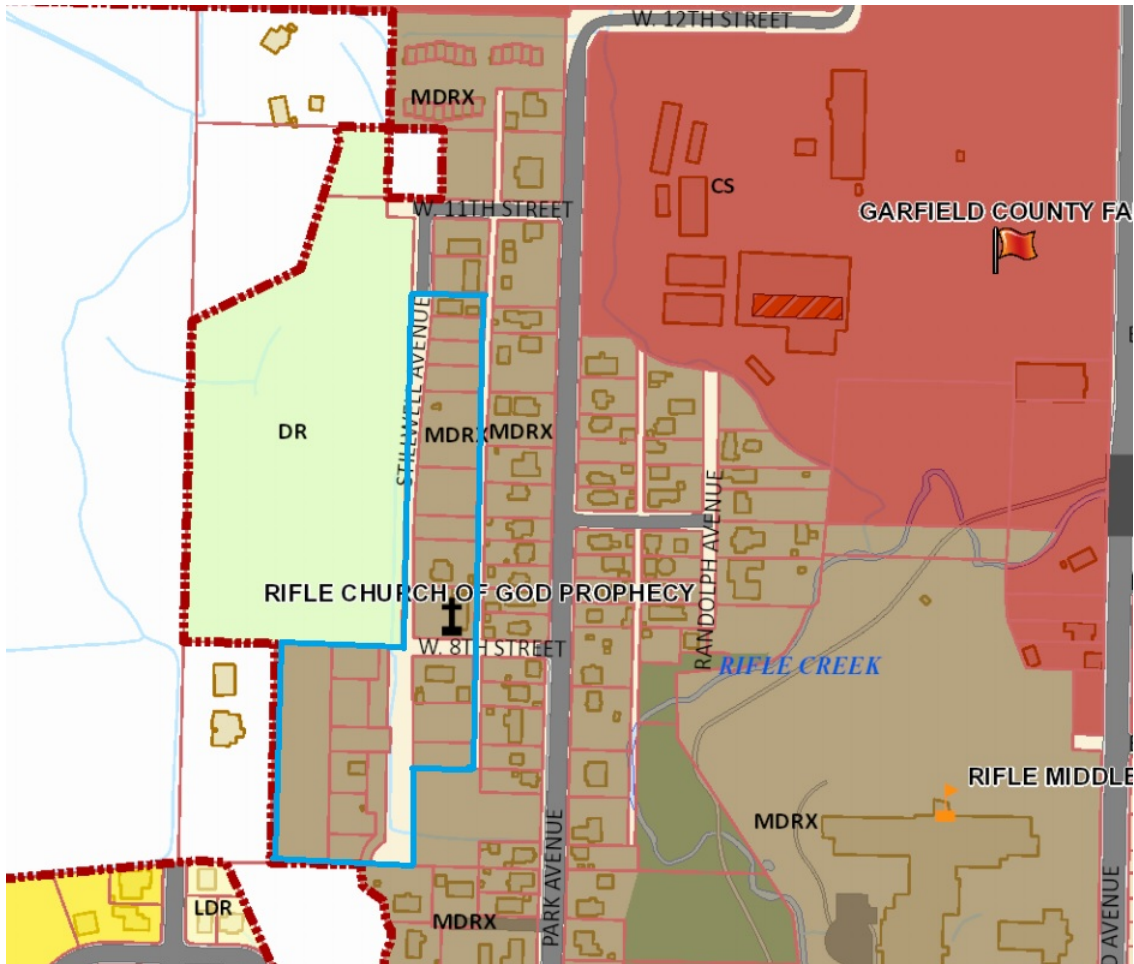 W. 12TH STREET
MDRX
CS
W. 11TH STREET
GARFIELD COUNTY FA
STILLWELL AVENUE
DR
MDRX
MDRX
RANDOLPH AVENUE
RIFLE CHURCH OF GOD PROPHECY
W. 8TH STREET
RIFLE CREEK
RIFLE MIDDLE
MDRX
PARK AVENUE
LDR
MDRX
D AVENUE